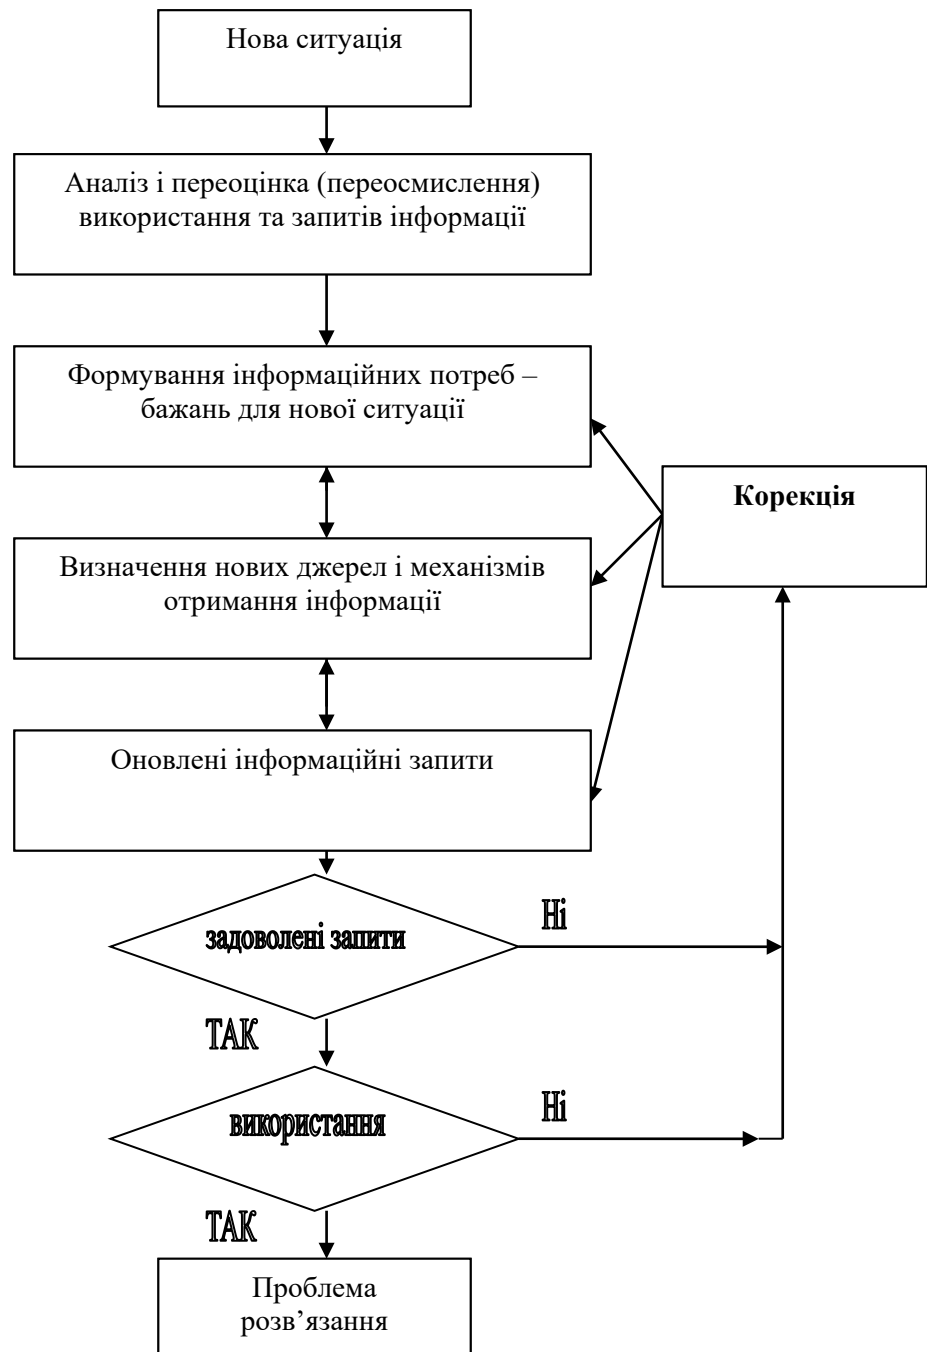 Нова ситуація
Аналіз і переоцінка (переосмислення)
використання та запитів інформації
Формування інформаційних потреб –
бажань для нової ситуації
Корекція
Визначення нових джерел і механізмів
отримання інформації
Оновлені інформаційні запити
задоволені запити
Ні
ТАК
використання
Ні
ТАК
Проблема
розв’язання